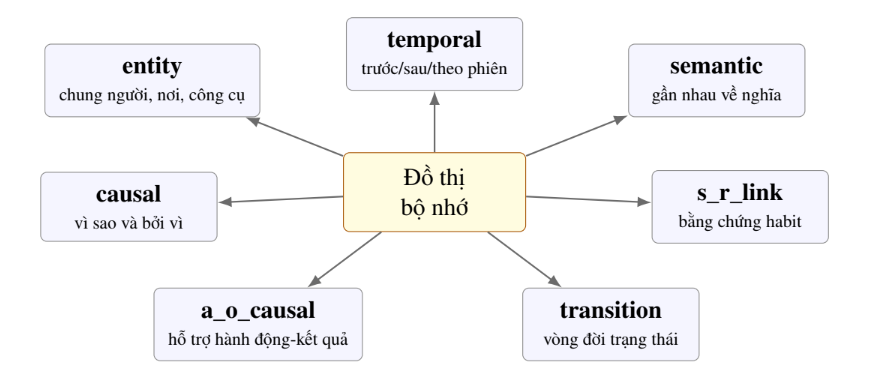 temporal
trước/sau/theo phiên
entity
chung người, nơi, công cụ
semantic
gần nhau về nghĩa
Đồ thị
bộ nhớ
causal
vì sao và bởi vì
s_r_link
bằng chứng habit
a_o_causal
hỗ trợ hành động-kết quả
transition
vòng đời trạng thái